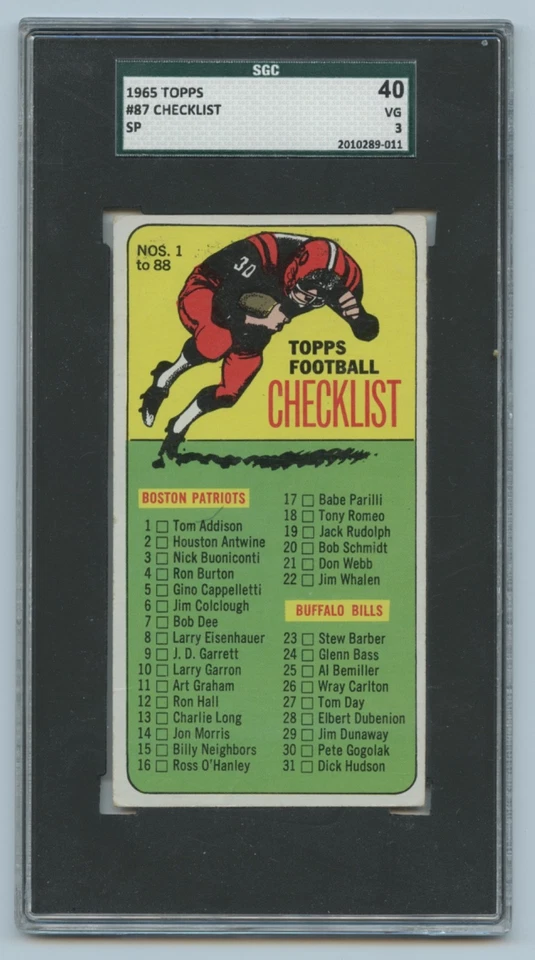 SGC
1965 TOPPS
#87 CHECKLIST
SP
40
VG
3
2010289-011
NOS. 1
to 88
30
TOPPS
FOOTBALL
CHECKLIST
BOSTON PATRIOTS
1 Tom Addison
2 Houston Antwine
3 Nick Buoniconti
4 Ron Burton
5 Gino Cappelletti
6 Jim Colclough
7 Bob Dee
8 Larry Eisenhauer
9 J. D. Garrett
10 Larry Garron
11 Art Graham
12 Ron Hall
13 Charlie Long
14 Jon Morris
15 Billy Neighbors
16 Ross O'Hanley
17 Babe Parilli
18 Tony Romeo
19 Jack Rudolph
20 Bob Schmidt
21 Don Webb
22 Jim Whalen
BUFFALO BILLS
23 Stew Barber
24 Glenn Bass
25 Al Bemiller
26 Wray Carlton
27 Tom Day
28 Elbert Dubenion
29 Jim Dunaway
30 Pete Gogolak
31 Dick Hudson